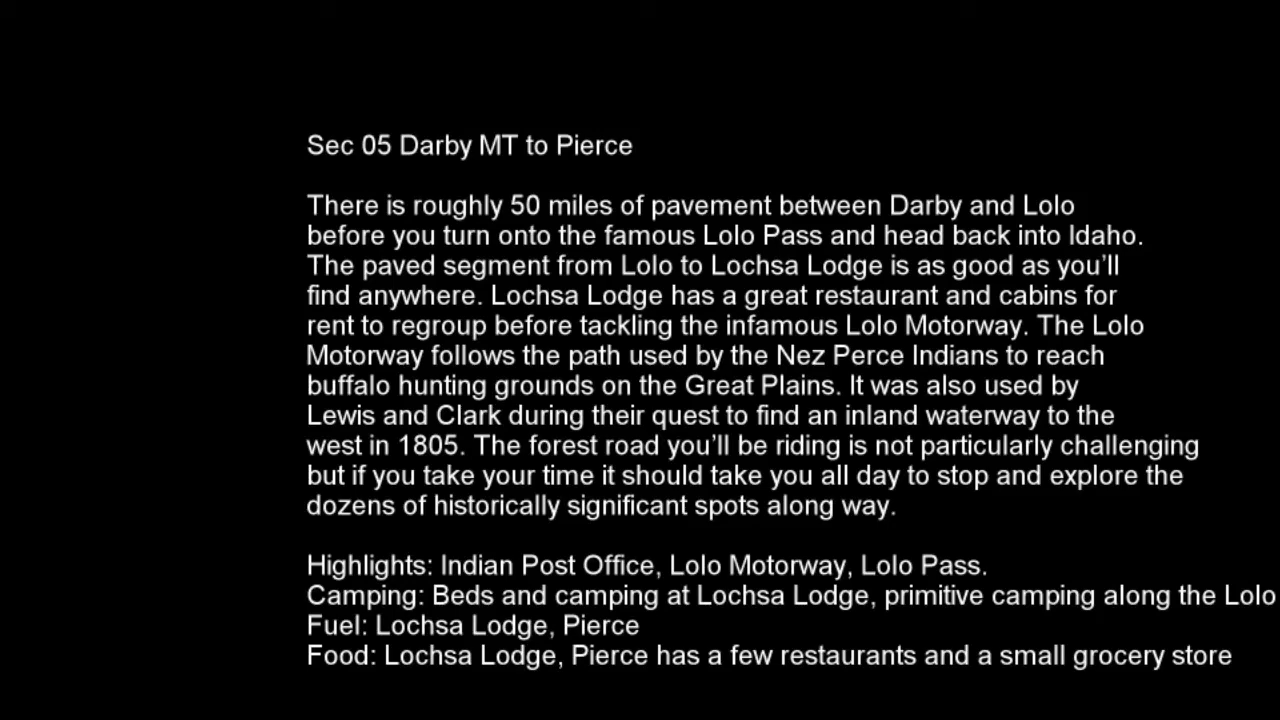 Sec 05 Darby MT to Pierce
There is roughly 50 miles of pavement between Darby and Lolo
before you turn onto the famous Lolo Pass and head back into Idaho.
The paved segment from Lolo to Lochsa Lodge is as good as you’ll
find anywhere. Lochsa Lodge has a great restaurant and cabins for
rent to regroup before tackling the infamous Lolo Motorway. The Lolo
Motorway follows the path used by the Nez Perce Indians to reach
buffalo hunting grounds on the Great Plains. It was also used by
Lewis and Clark during their quest to find an inland waterway to the
west in 1805. The forest road you’ll be riding is not particularly challenging
but if you take your time it should take you all day to stop and explore the
dozens of historically significant spots along way.
Highlights: Indian Post Office, Lolo Motorway, Lolo Pass.
Camping: Beds and camping at Lochsa Lodge, primitive camping along the Lolo
Fuel: Lochsa Lodge, Pierce
Food: Lochsa Lodge, Pierce has a few restaurants and a small grocery store